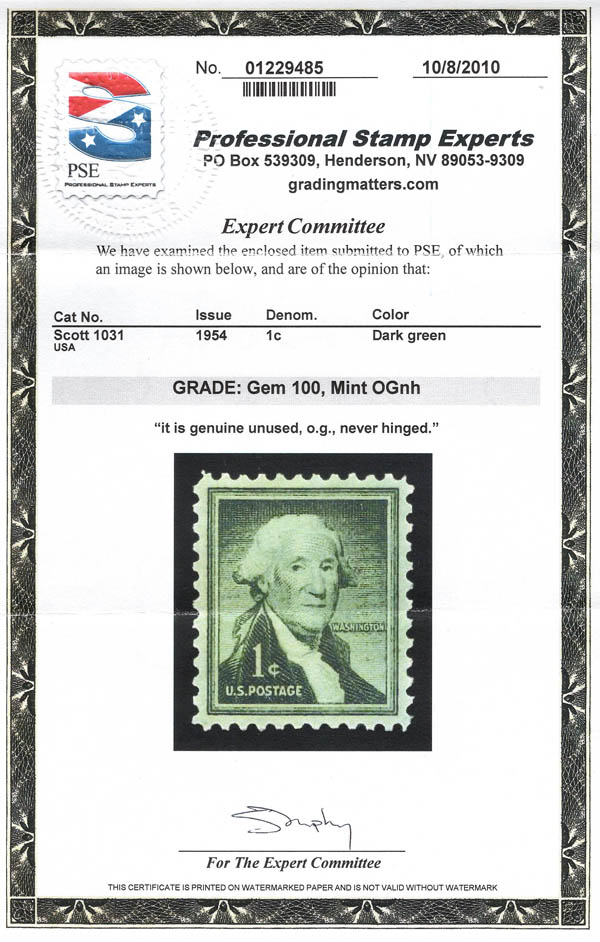 No. 01229485 10/8/2010
PSE
PROFESSIONAL STAMP EXPERTS
Professional Stamp Experts
PO Box 539309, Henderson, NV 89053-9309
gradingmatters.com
Expert Committee
We have examined the enclosed item submitted to PSE, of which
an image is shown below, and are of the opinion that:
Cat No. Issue Denom. Color
Scott 1031 1954 1c Dark green
USA
GRADE: Gem 100, Mint OGnh
“it is genuine unused, o.g., never hinged.”
WASHINGTON
1¢
U.S. POSTAGE
For The Expert Committee
THIS CERTIFICATE IS PRINTED ON WATERMARKED PAPER AND IS NOT VALID WITHOUT WATERMARK